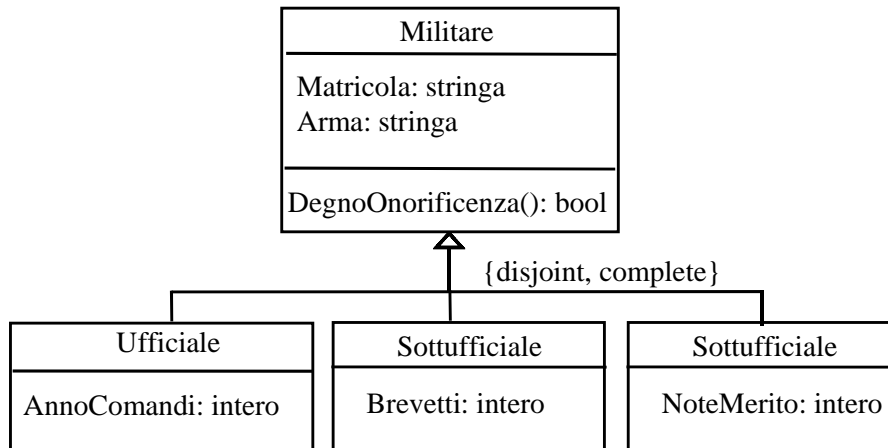 Militare
Matricola: stringa
Arma: stringa
DegnoOnorificenza(): bool
{disjoint, complete}
Ufficiale
AnnoComandi: intero
Sottufficiale
Brevetti: intero
Sottufficiale
NoteMerito: intero